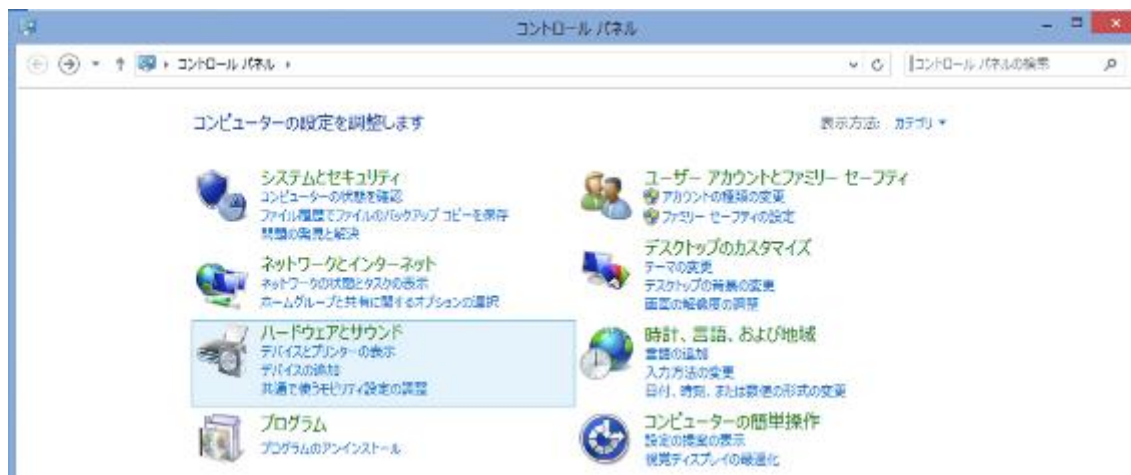 コントロール パネル
コントロール パネル
コントロール パネルの検索
コンピューターの設定を調整します
表示方法: カテゴリ
システムとセキュリティ
コンピューターの状態を確認
ファイル履歴でファイルのバックアップ コピーを保存
問題の発見と解決
ネットワークとインターネット
ネットワークの状態とタスクの表示
ホームグループと共有に関するオプションの選択
ハードウェアとサウンド
デバイスとプリンターの表示
デバイスの追加
共通で使うモビリティ設定の調整
プログラム
プログラムのアンインストール
ユーザー アカウントとファミリー セーフティ
アカウントの種類の変更
ファミリー セーフティの設定
デスクトップのカスタマイズ
テーマの変更
デスクトップの背景の変更
画面の解像度の調整
時計、言語、および地域
言語の追加
入力方法の変更
日付、時刻、または数値の形式の変更
コンピューターの簡単操作
設定の提案の表示
視覚ディスプレイの最適化